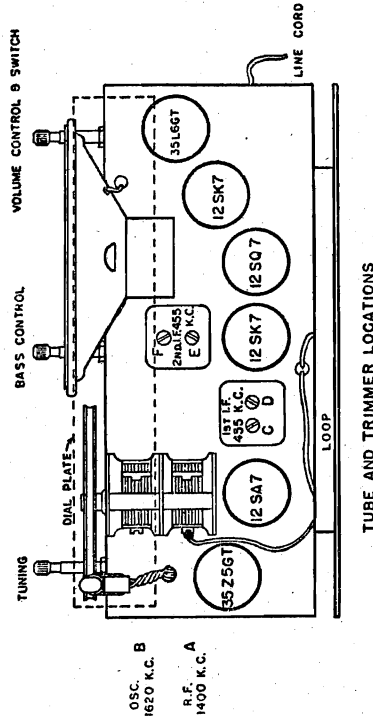 TUNING
BASS CONTROL
VOLUME CONTROL & SWITCH
DIAL PLATE
OSC.
1620 K.C.
B
R.F.
1400 K.C.
A
F
2ND. I.F. 455
K.C.
E
1ST I.F.
455 K.C.
C
D
35Z5GT
12SA7
12SK7
12SQ7
12SK7
35L6GT
LOOP
LINE CORD
TUBE AND TRIMMER LOCATIONS